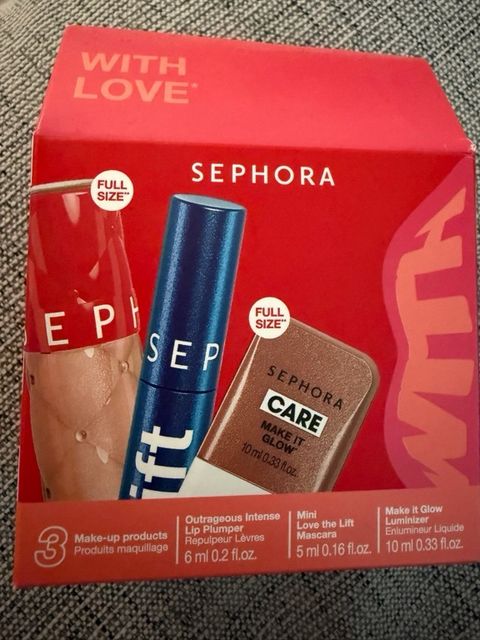 WITH
LOVE*
SEPHORA
FULL
SIZE**
E P H
SEP
ift
FULL
SIZE**
SEPHORA
CARE
MAKE IT
GLOW*
10 ml 0.33 fl.oz.
WITH
3 Make-up products
Produits maquillage
Outrageous Intense
Lip Plumper
Repulpeur Lèvres
6 ml 0.2 fl.oz.
Mini
Love the Lift
Mascara
5 ml 0.16 fl.oz.
Make it Glow
Luminizer
Enlumineur Liquide
10 ml 0.33 fl.oz.